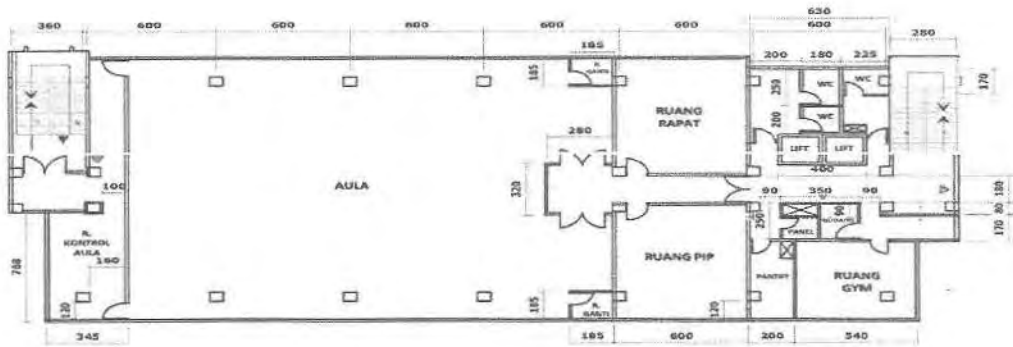 630
360
600
600
600
600
600
600
280
185
200
180
225
185
R.
GANTI
WC
WC
170
250
RUANG
RAPAT
200
WC
280
LIFT
LIFT
400
AULA
100
320
90
350
90
180
80
170
R.
KONTROL
AULA
160
788
250
PANEL
90
RUANG PIP
PANTRY
RUANG
GYM
120
185
R.
GANTI
120
345
185
600
200
540